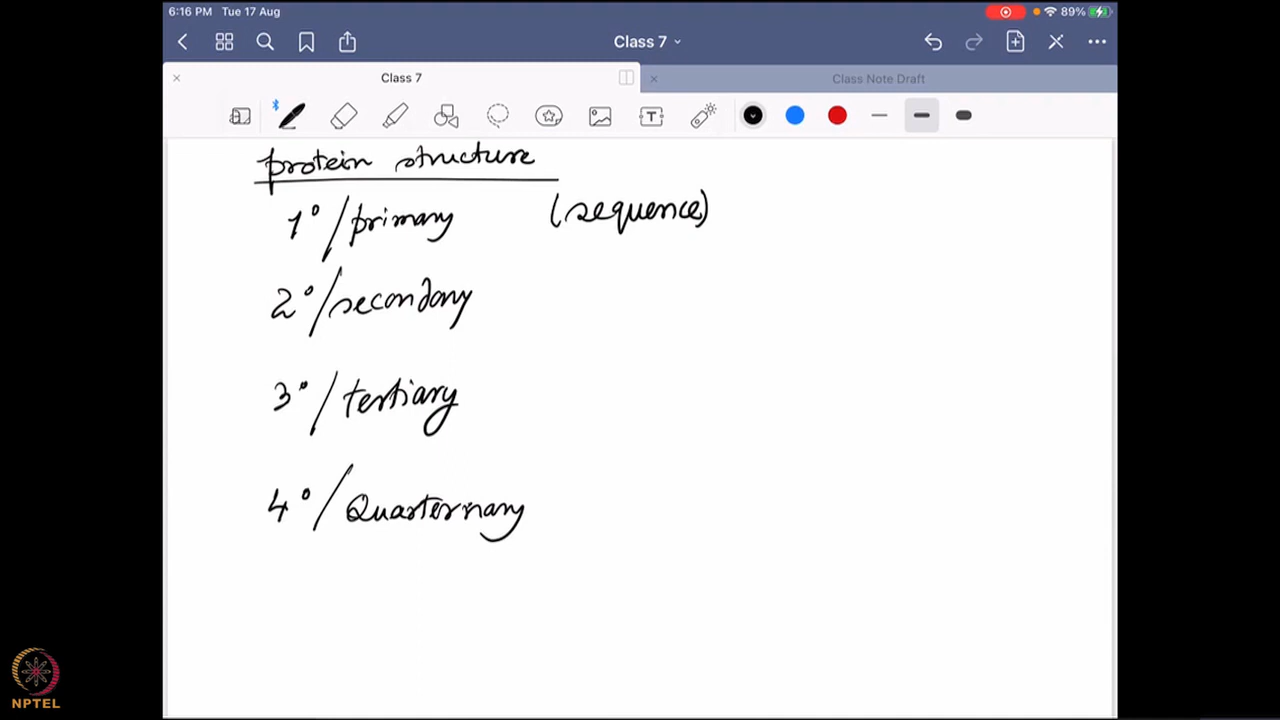 6:16 PM Tue 17 Aug 89%
Class 7
Class 7 Class Note Draft
protein structure
1° / primary (sequence)
2° / secondary
3° / tertiary
4° / Quarternary
NPTEL